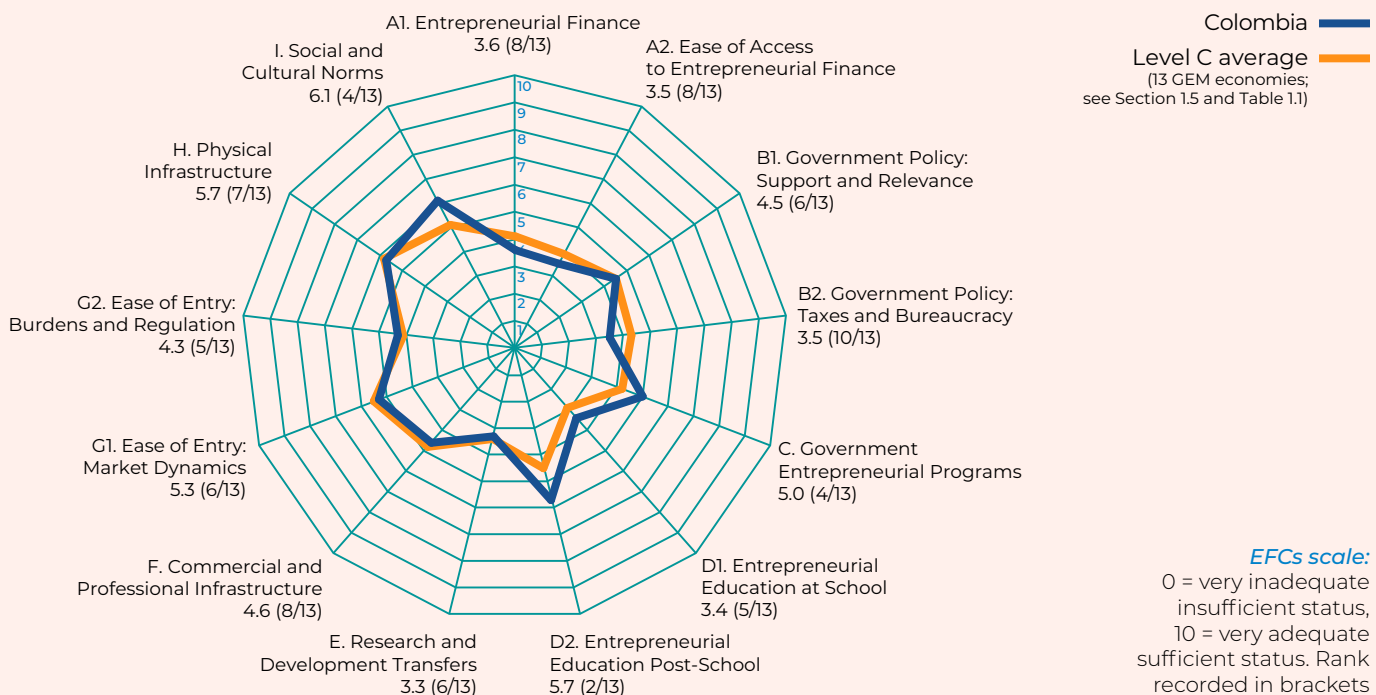 A1. Entrepreneurial Finance
3.6 (8/13)
A2. Ease of Access
to Entrepreneurial Finance
3.5 (8/13)
B1. Government Policy:
Support and Relevance
4.5 (6/13)
B2. Government Policy:
Taxes and Bureaucracy
3.5 (10/13)
C. Government
Entrepreneurial Programs
5.0 (4/13)
D1. Entrepreneurial
Education at School
3.4 (5/13)
D2. Entrepreneurial
Education Post-School
5.7 (2/13)
E. Research and
Development Transfers
3.3 (6/13)
F. Commercial and
Professional Infrastructure
4.6 (8/13)
G1. Ease of Entry:
Market Dynamics
5.3 (6/13)
G2. Ease of Entry:
Burdens and Regulation
4.3 (5/13)
H. Physical
Infrastructure
5.7 (7/13)
I. Social and
Cultural Norms
6.1 (4/13)
10
9
8
7
6
5
4
3
2
1
Colombia
Level C average
(13 GEM economies;
see Section 1.5 and Table 1.1)
EFCs scale:
0 = very inadequate
insufficient status,
10 = very adequate
sufficient status. Rank
recorded in brackets